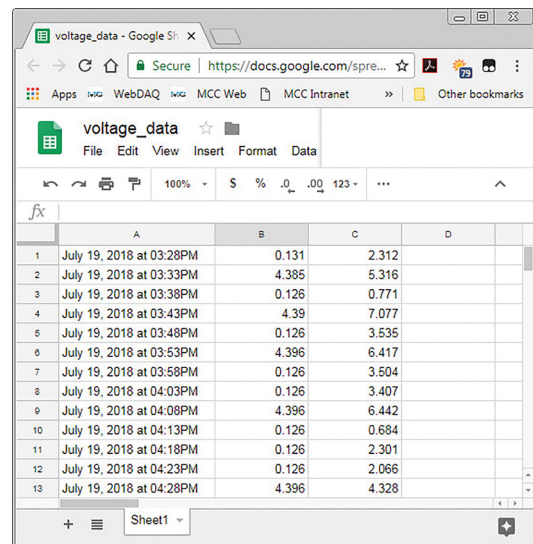 voltage_data - Google Sh
Secure | https://docs.google.com/spre...
79
Apps WebDAQ MCC Web MCC Intranet » Other bookmarks
voltage_data
File Edit View Insert Format Data
100% $ % .0 .00 123 ...
fx
A B C D
1 July 19, 2018 at 03:28PM 0.131 2.312
2 July 19, 2018 at 03:33PM 4.385 5.316
3 July 19, 2018 at 03:38PM 0.126 0.771
4 July 19, 2018 at 03:43PM 4.39 7.077
5 July 19, 2018 at 03:48PM 0.126 3.535
6 July 19, 2018 at 03:53PM 4.396 6.417
7 July 19, 2018 at 03:58PM 0.126 3.504
8 July 19, 2018 at 04:03PM 0.126 3.407
9 July 19, 2018 at 04:08PM 4.396 6.442
10 July 19, 2018 at 04:13PM 0.126 0.684
11 July 19, 2018 at 04:18PM 0.126 2.301
12 July 19, 2018 at 04:23PM 0.126 2.066
13 July 19, 2018 at 04:28PM 4.396 4.328
Sheet1